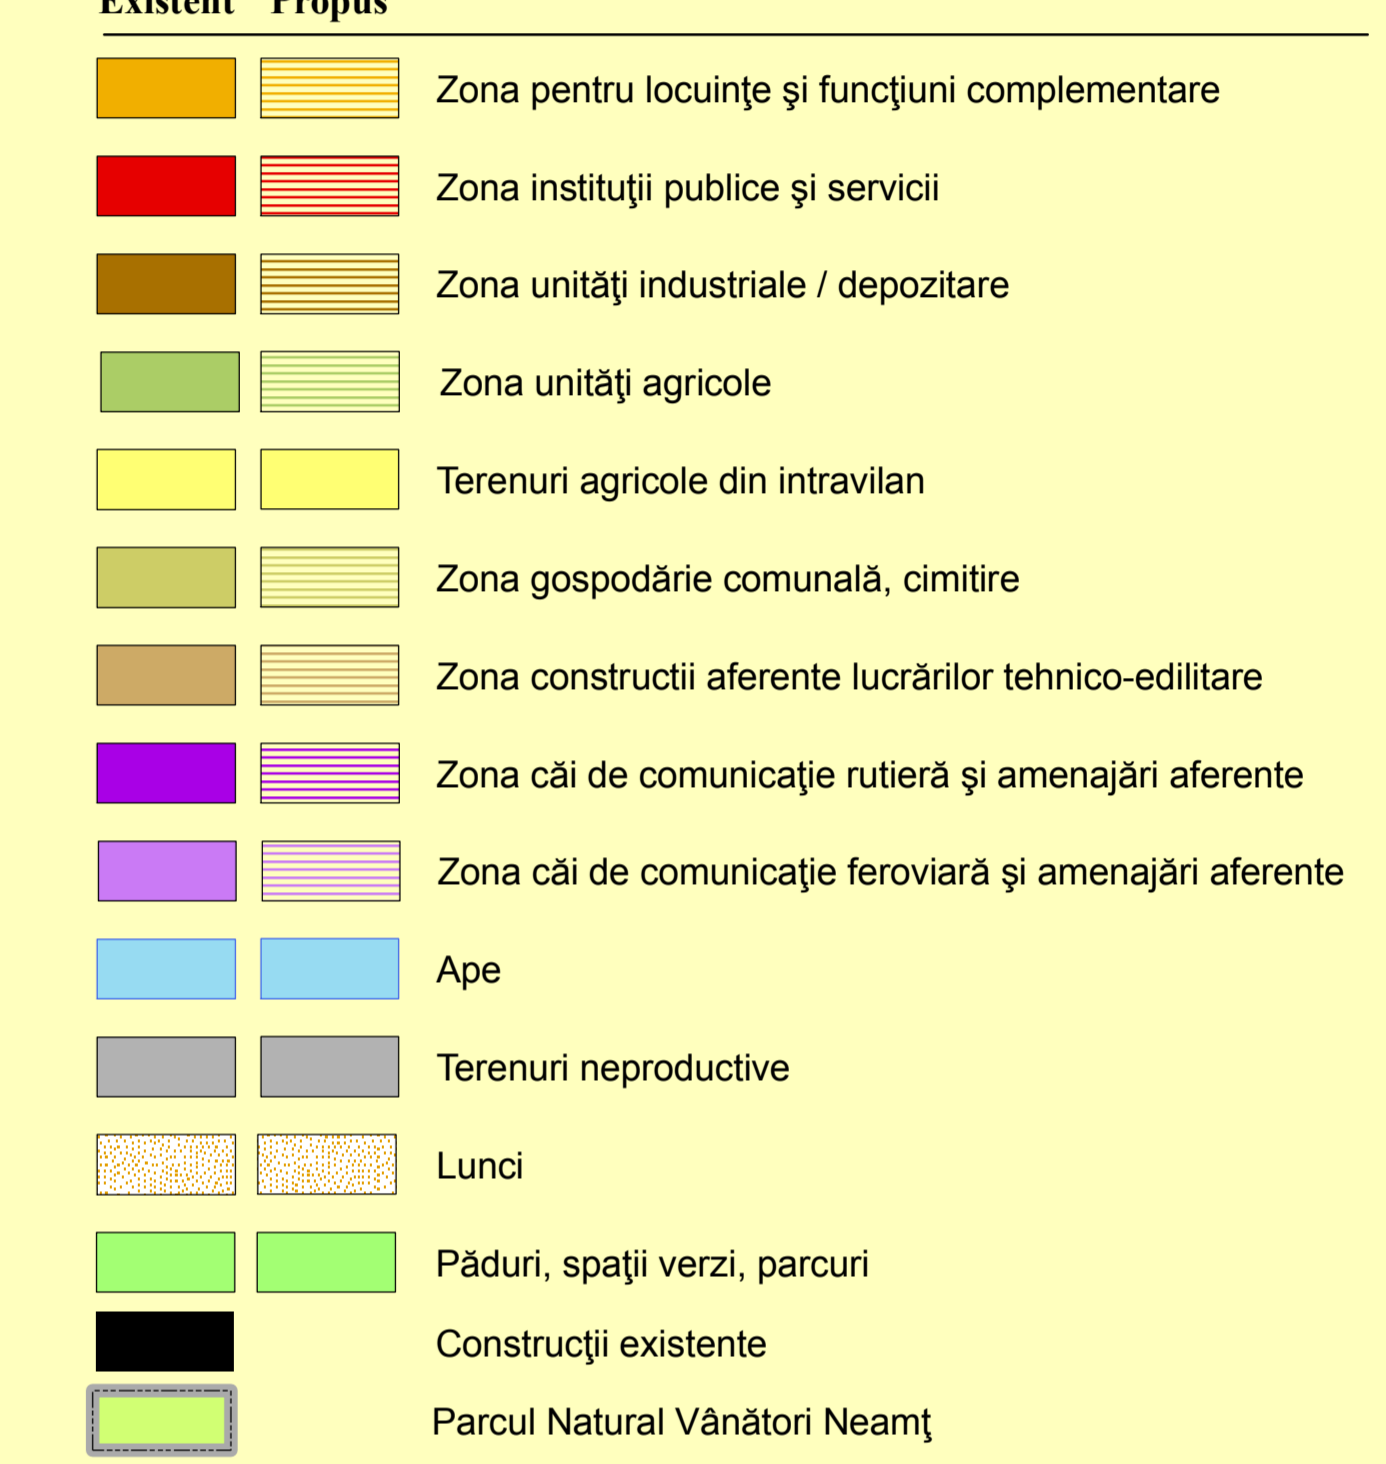 Existent Propus
Zona pentru locuinţe şi funcţiuni complementare
Zona instituţii publice şi servicii
Zona unităţi industriale / depozitare
Zona unităţi agricole
Terenuri agricole din intravilan
Zona gospodărie comunală, cimitire
Zona constructii aferente lucrărilor tehnico-edilitare
Zona căi de comunicaţie rutieră şi amenajări aferente
Zona căi de comunicaţie feroviară şi amenajări aferente
Ape
Terenuri neproductive
Lunci
Păduri, spaţii verzi, parcuri
Construcţii existente
Parcul Natural Vânători Neamţ